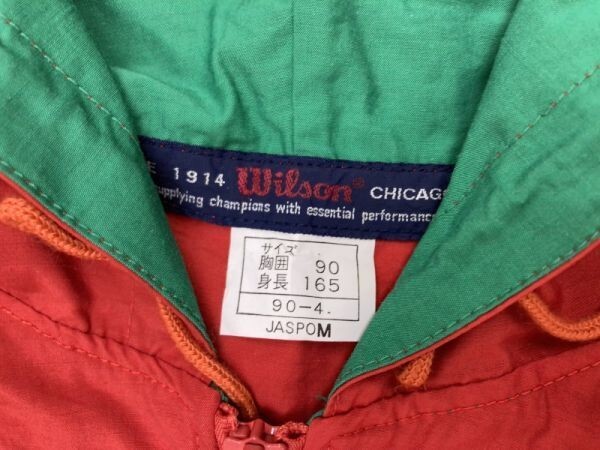 1914 Wilson CHICAG
supplying champions with essential performance
サイズ
胸囲 90
身長 165
90-4.
JASPO M